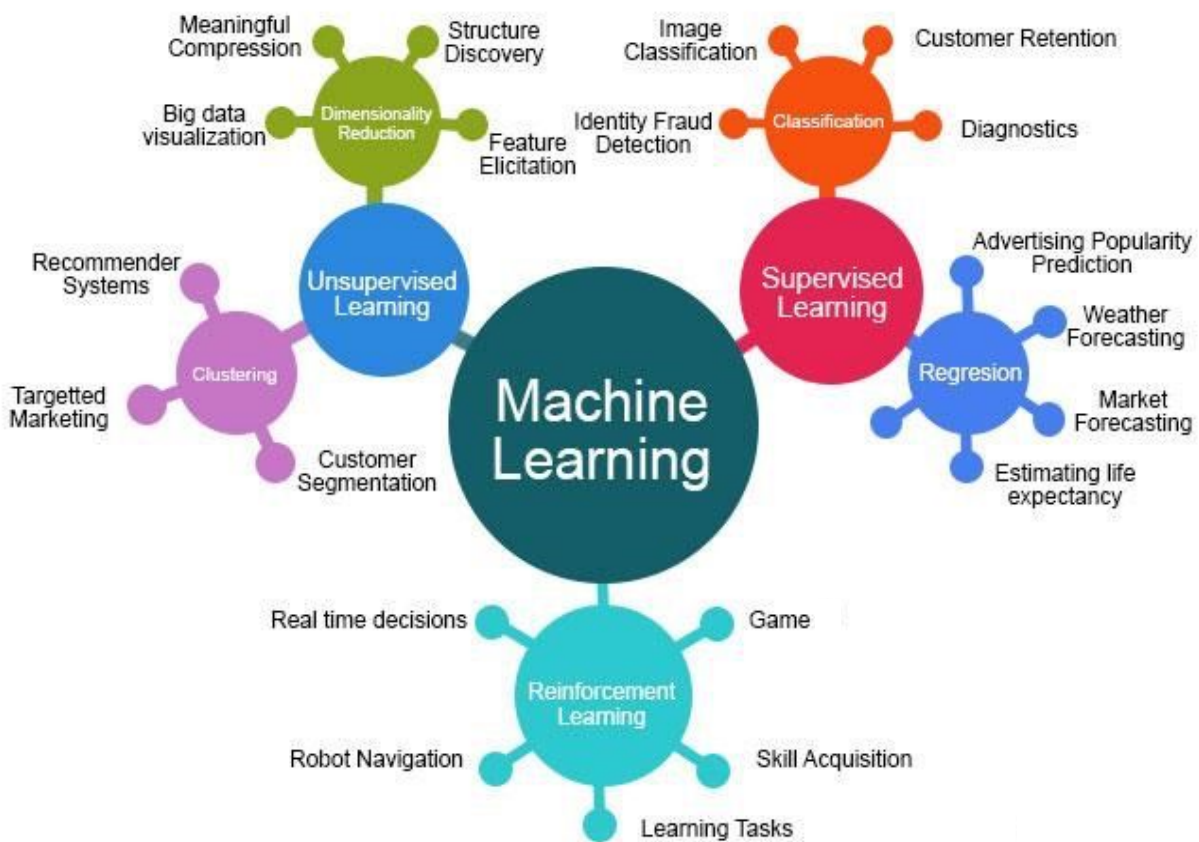 Meaningful
Compression
Structure
Discovery
Big data
visualization
Dimensionality
Reduction
Feature
Elicitation
Image
Classification
Customer Retention
Identity Fraud
Detection
Classification
Diagnostics
Recommender
Systems
Unsupervised
Learning
Clustering
Targetted
Marketing
Customer
Segmentation
Machine
Learning
Supervised
Learning
Advertising Popularity
Prediction
Weather
Forecasting
Regresion
Market
Forecasting
Estimating life
expectancy
Real time decisions
Game
Reinforcement
Learning
Robot Navigation
Skill Acquisition
Learning Tasks